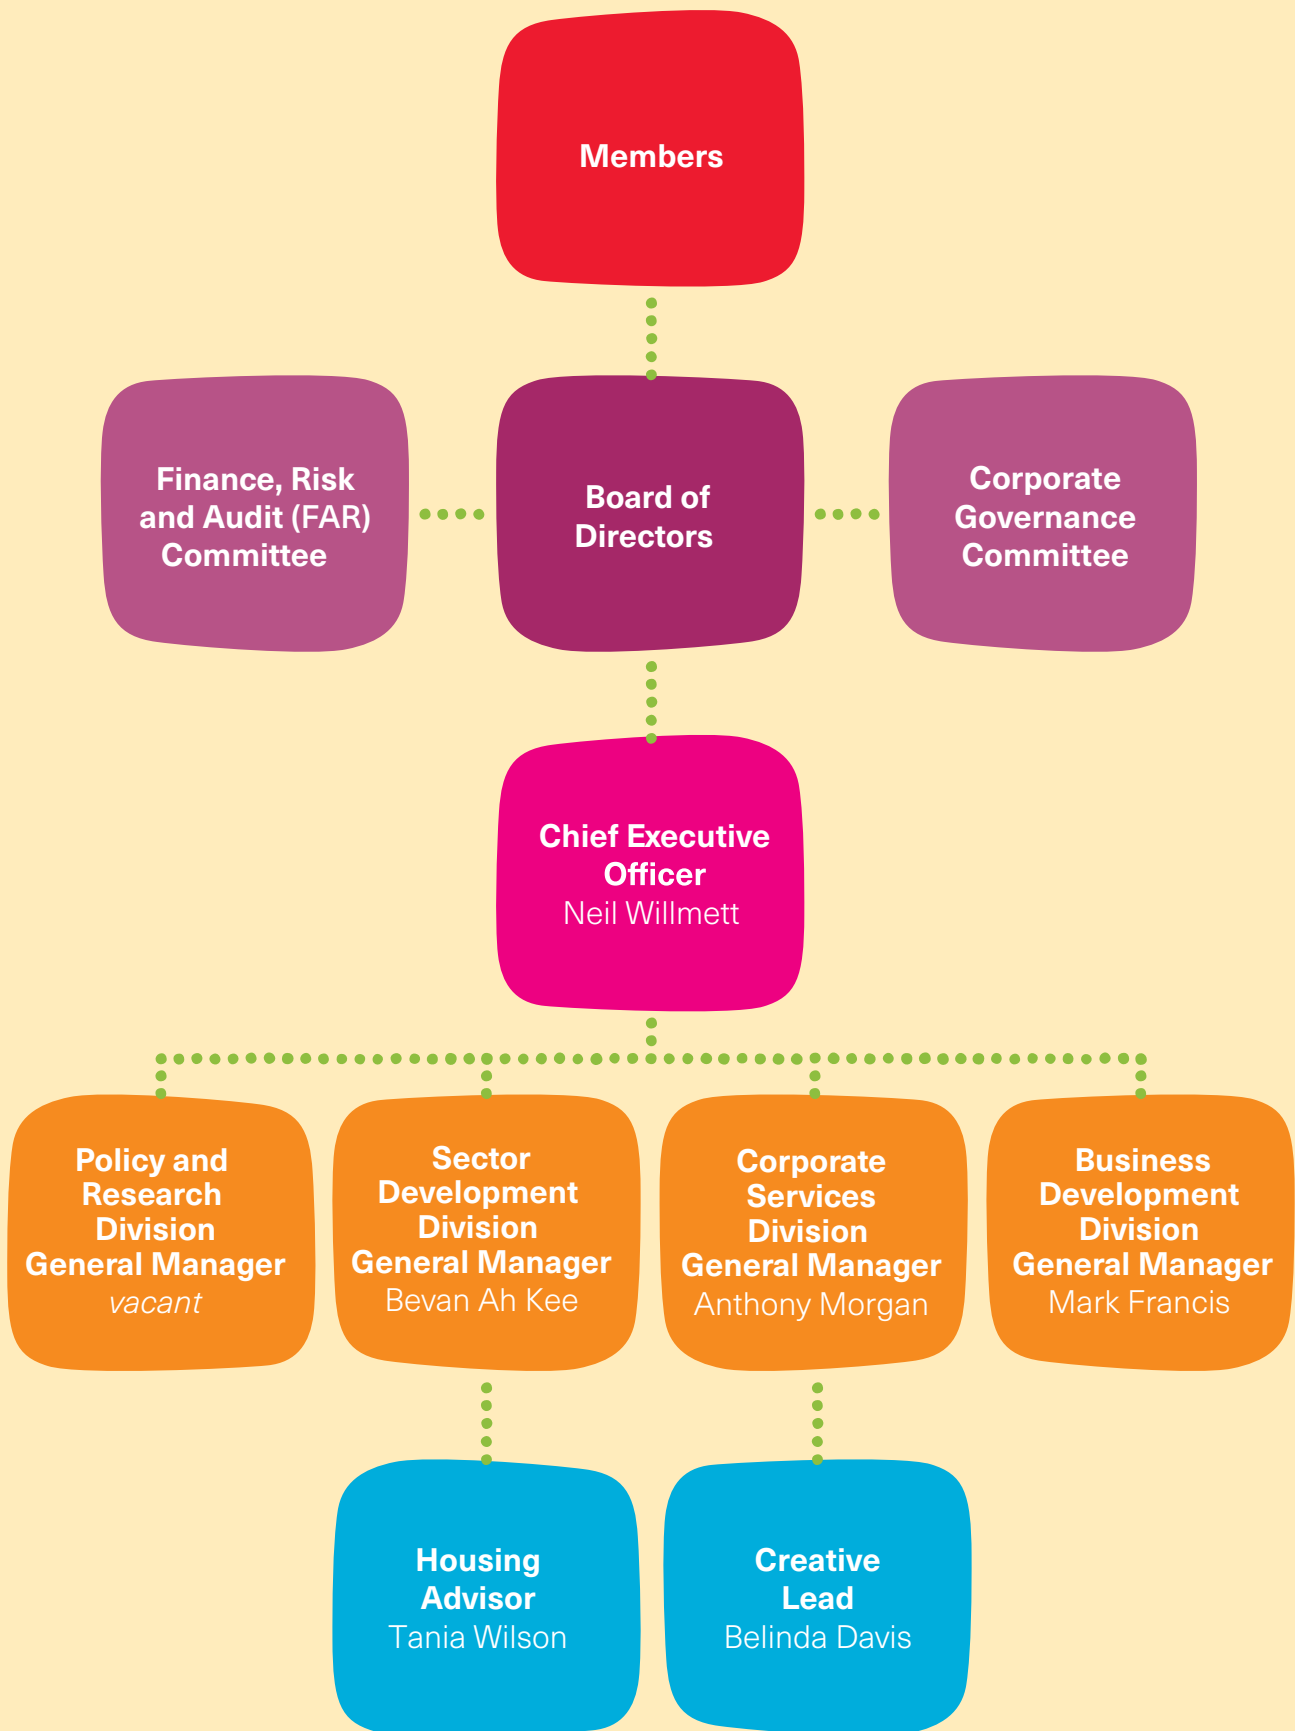 Members
Finance, Risk
and Audit (FAR)
Committee
Board of
Directors
Corporate
Governance
Committee
Chief Executive
Officer
Neil Willmett
Policy and
Research
Division
General Manager
vacant
Sector
Development
Division
General Manager
Bevan Ah Kee
Corporate
Services
Division
General Manager
Anthony Morgan
Business
Development
Division
General Manager
Mark Francis
Housing
Advisor
Tania Wilson
Creative
Lead
Belinda Davis